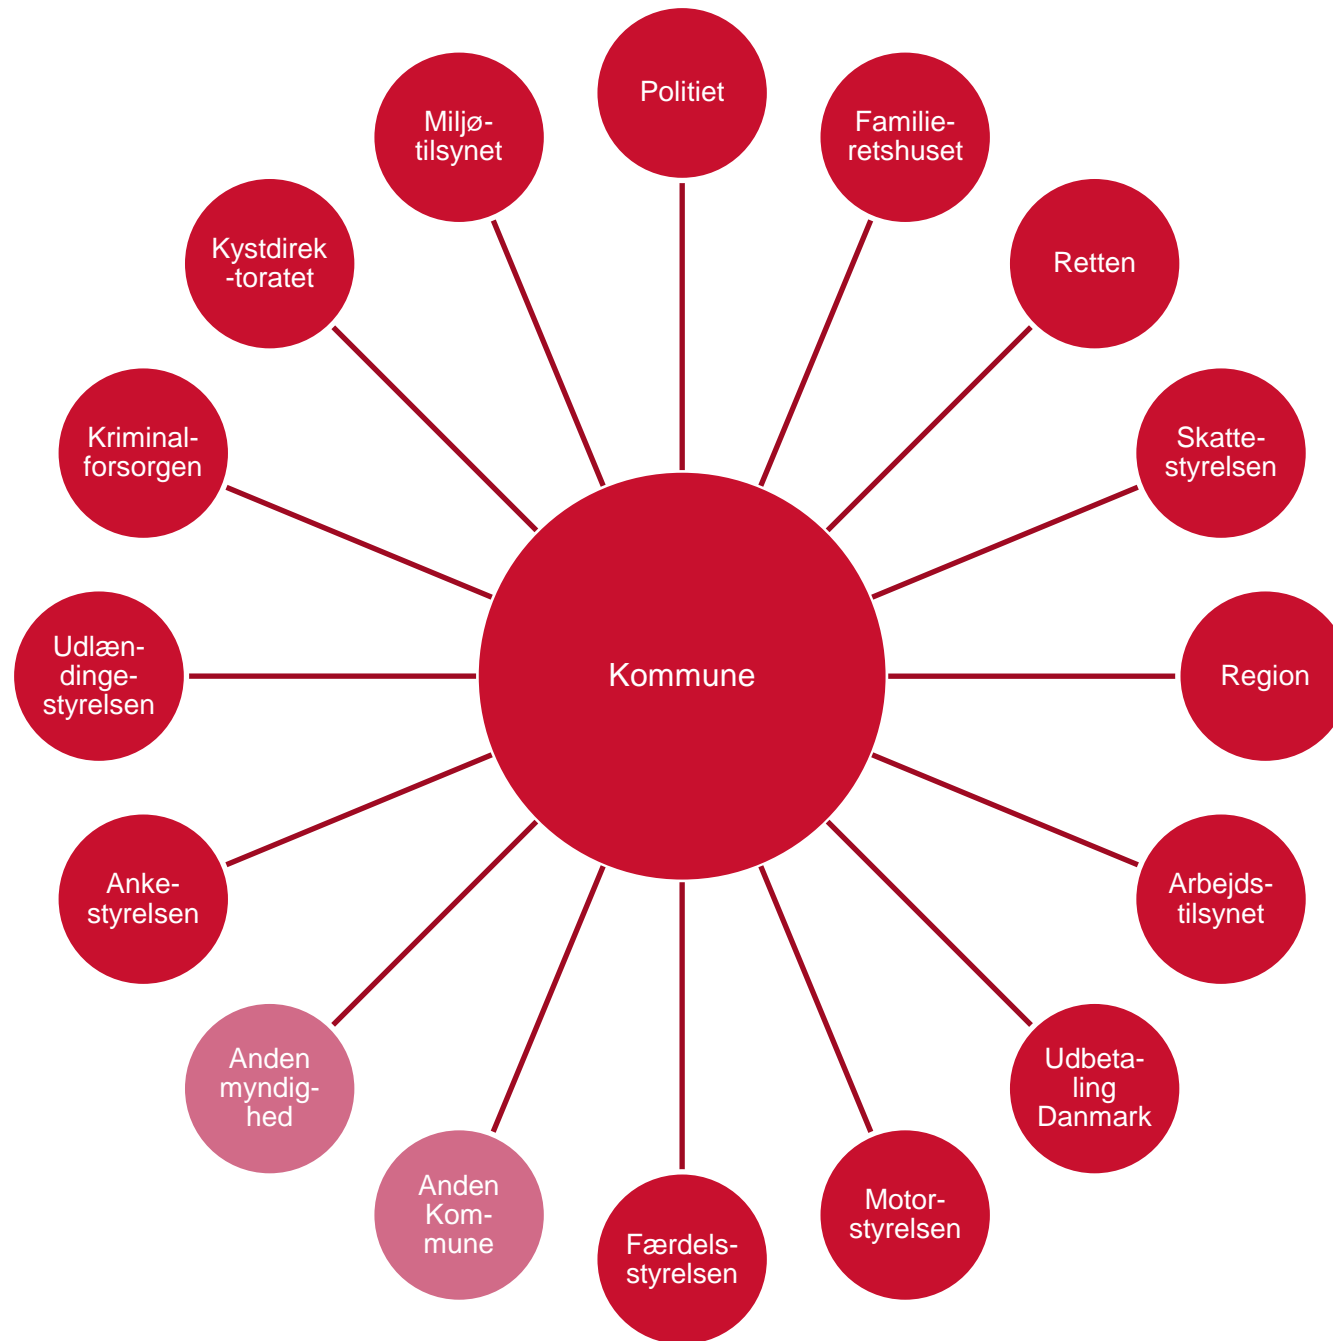 Politiet
Familie-
retshuset
Retten
Skatte-
styrelsen
Region
Arbejds-
tilsynet
Udbeta-
ling
Danmark
Motor-
styrelsen
Færdels-
styrelsen
Anden
Kom-
mune
Anden
myndig-
hed
Anke-
styrelsen
Udlæn-
dinge-
styrelsen
Kriminal-
forsorgen
Kystdirek
-toratet
Miljø-
tilsynet
Kommune